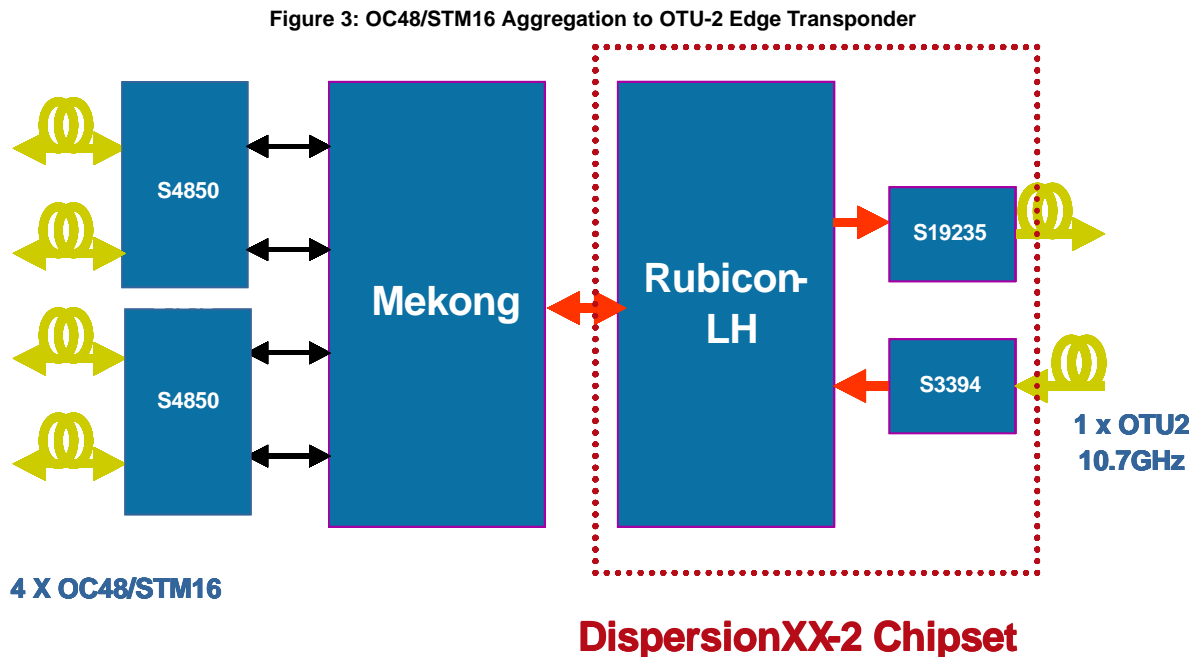 Figure 3: OC48/STM16 Aggregation to OTU-2 Edge Transponder
S4850
S4850
Mekong
Rubicon-
LH
S19235
S3394
1 x OTU2
10.7GHz
4 X OC48/STM16
DispersionXX-2 Chipset